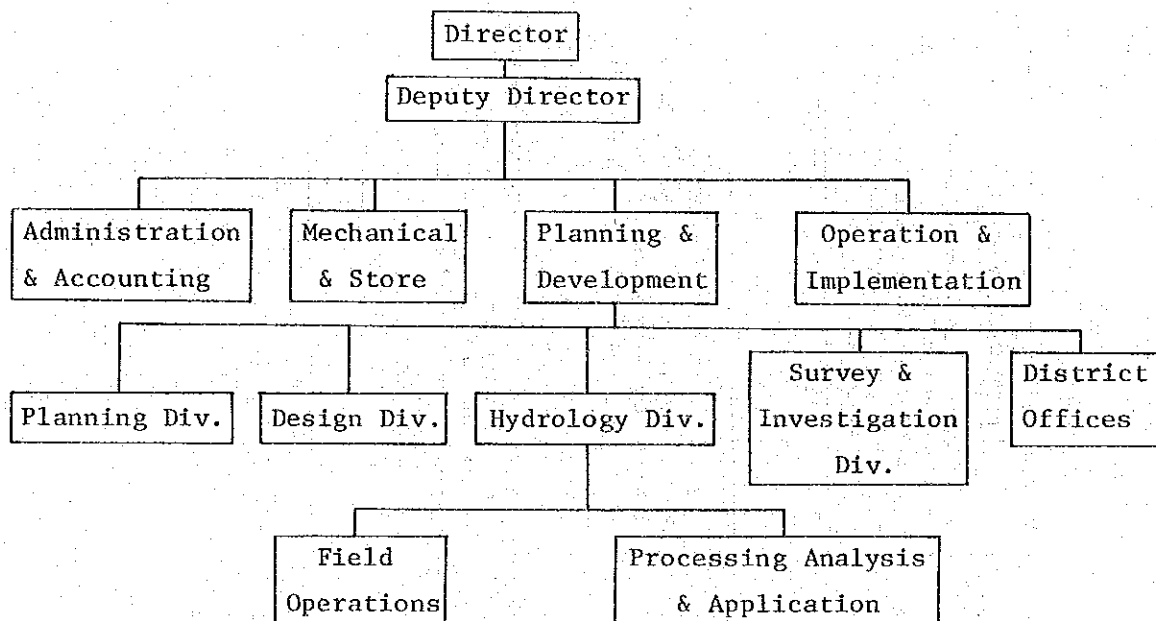 Director
Deputy Director
Administration
& Accounting
Mechanical
& Store
Planning &
Development
Operation &
Implementation
Planning Div.
Design Div.
Hydrology Div.
Survey &
Investigation
Div.
District
Offices
Field
Operations
Processing Analysis
& Application